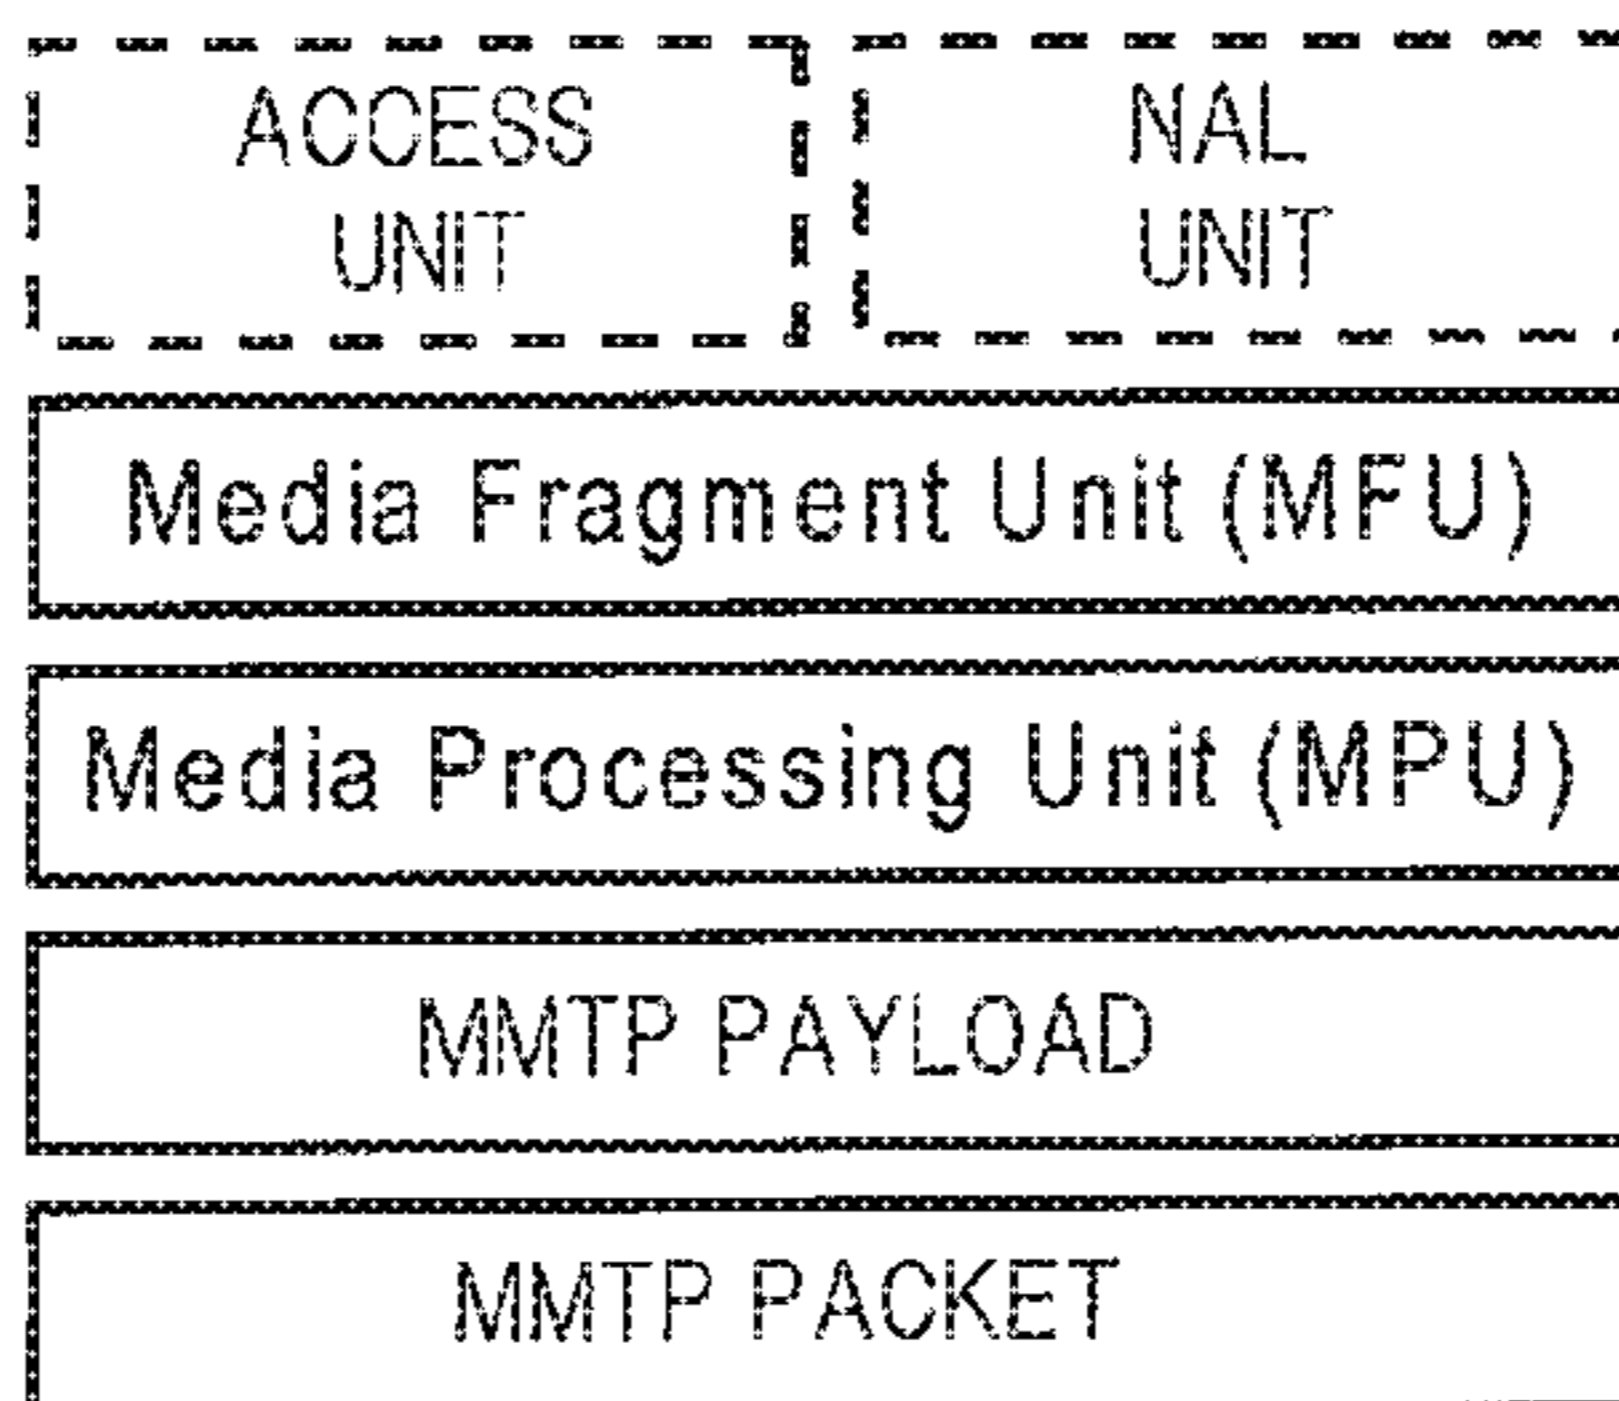 ACCESS
UNIT
NAL
UNIT
Media Fragment Unit (MFU)
Media Processing Unit (MPU)
MMTP PAYLOAD
MMTP PACKET